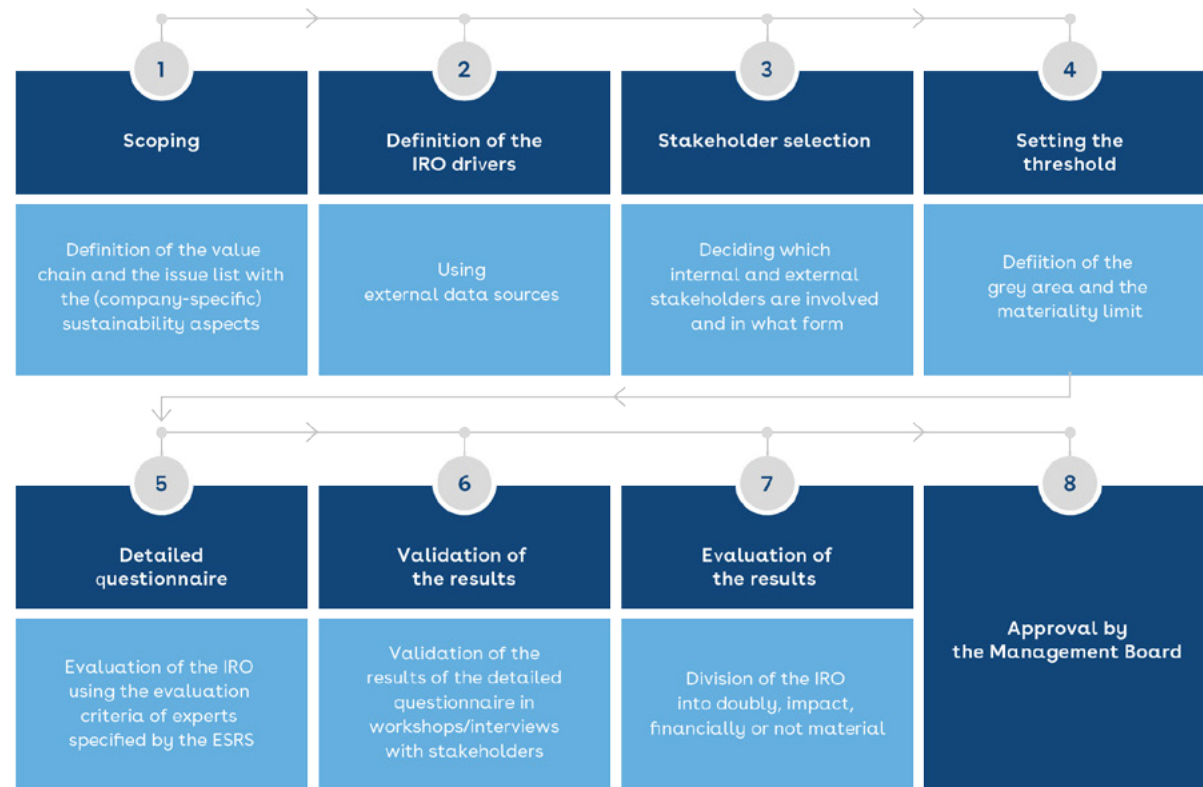 1
Scoping
Definition of the value
chain and the issue list with
the (company-specific)
sustainability aspects
2
Definition of the
IRO drivers
Using
external data sources
3
Stakeholder selection
Deciding which
internal and external
stakeholders are involved
and in what form
4
Setting the
threshold
Defiition of the
grey area and the
materiality limit
5
Detailed
questionnaire
Evaluation of the IRO
using the evaluation
criteria of experts
specified by the ESRS
6
Validation of
the results
Validation of the
results of the detailed
questionnaire in
workshops/interviews
with stakeholders
7
Evaluation of
the results
Division of the IRO
into doubly, impact,
financially or not material
8
Approval by
the Management Board